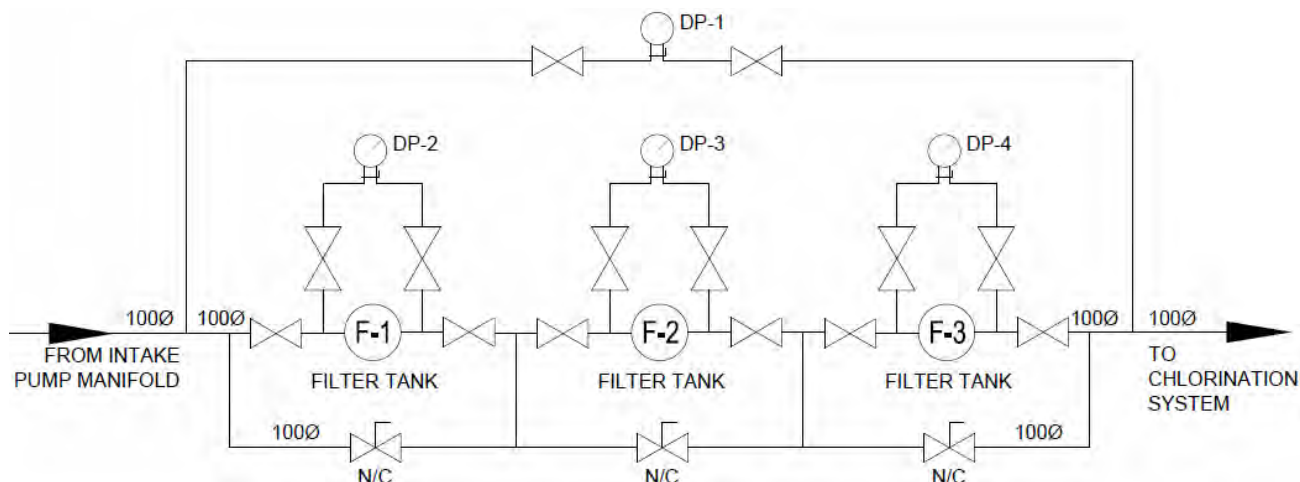 DP-1
DP-2
DP-3
DP-4
100Ø
100Ø
F-1
F-2
F-3
100Ø
100Ø
FROM INTAKE
PUMP MANIFOLD
FILTER TANK
FILTER TANK
FILTER TANK
TO
CHLORINATION
SYSTEM
100Ø
100Ø
N/C
N/C
N/C